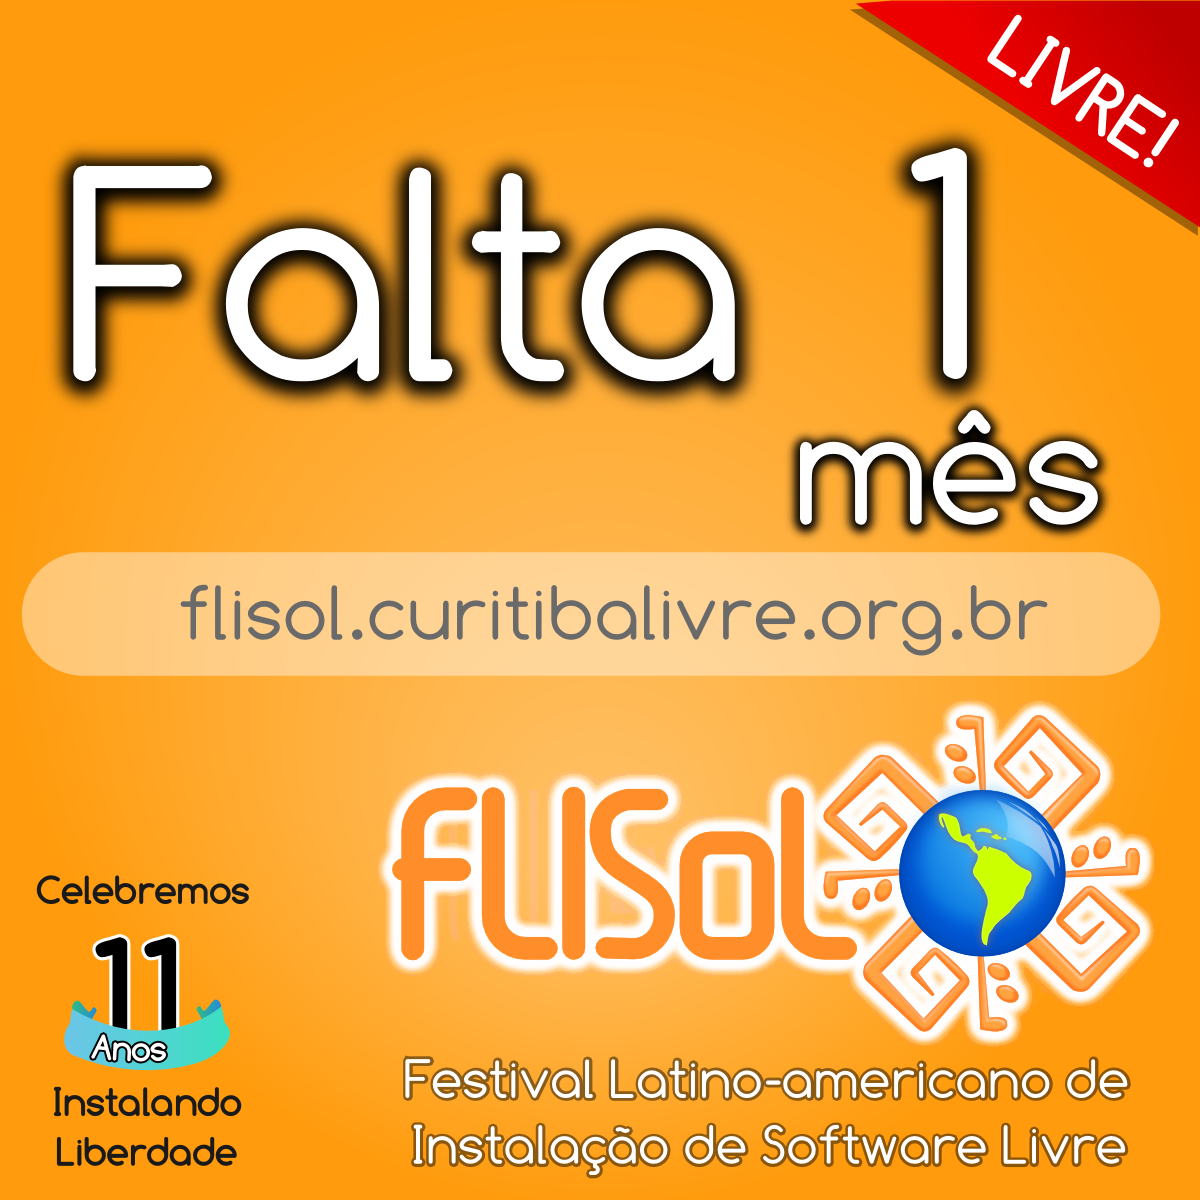 LIVRE!
Falta 1
mês
flisol.curitibalivre.org.br
fLISoL
Celebremos
11
Anos
Instalando
Liberdade
Festival Latino-americano de
Instalação de Software Livre